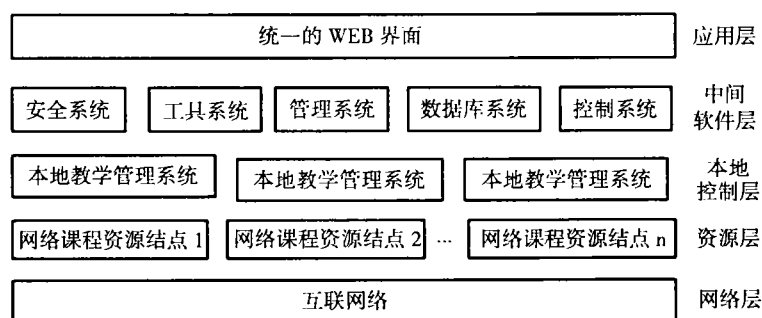 统一的 WEB 界面 应用层
安全系统 工具系统 管理系统 数据库系统 控制系统 中间软件层
本地教学管理系统 本地教学管理系统 本地教学管理系统 本地控制层
网络课程资源结点 1 网络课程资源结点 2 ... 网络课程资源结点 n 资源层
互联网络 网络层